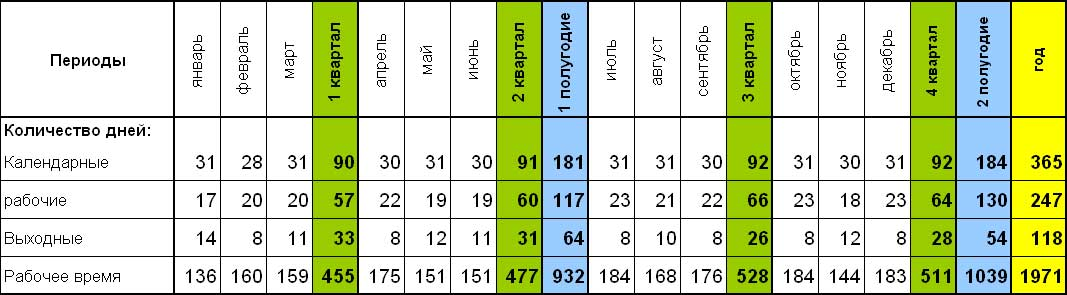 Периоды январь февраль март 1 квартал апрель май июнь 2 квартал 1 полугодие июль август сентябрь 3 квартал октябрь ноябрь декабрь 4 квартал 2 полугодие год
Количество дней:
Календарные 31 28 31 90 30 31 30 91 181 31 31 30 92 31 30 31 92 184 365
рабочие 17 20 20 57 22 19 19 60 117 23 21 22 66 23 18 23 64 130 247
Выходные 14 8 11 33 8 12 11 31 64 8 10 8 26 8 12 8 28 54 118
Рабочее время 136 160 159 455 175 151 151 477 932 184 168 176 528 184 144 183 511 1039 1971